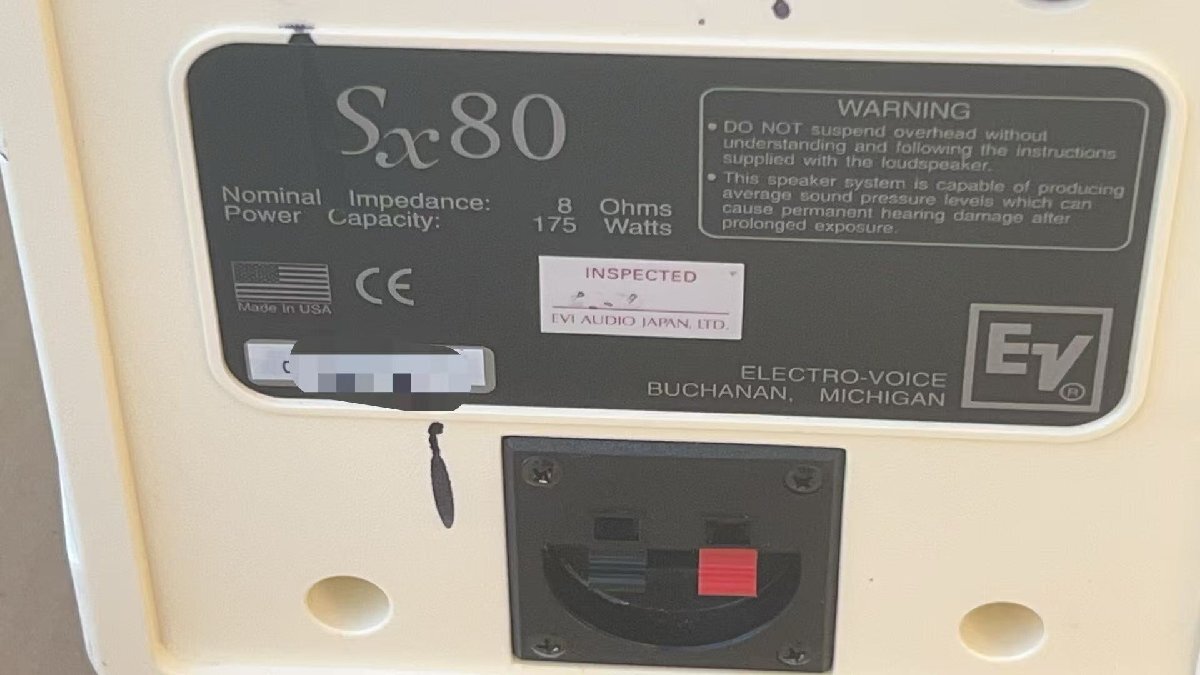 Sx80
Nominal Impedance: 8 Ohms
Power Capacity: 175 Watts
Made In USA
CE
WARNING
• DO NOT suspend overhead without
understanding and following the instructions
supplied with the loudspeaker.
• This speaker system is capable of producing
average sound pressure levels which can
cause permanent hearing damage after
prolonged exposure.
INSPECTED
EVI AUDIO JAPAN, LTD.
ELECTRO-VOICE
BUCHANAN, MICHIGAN
EV®